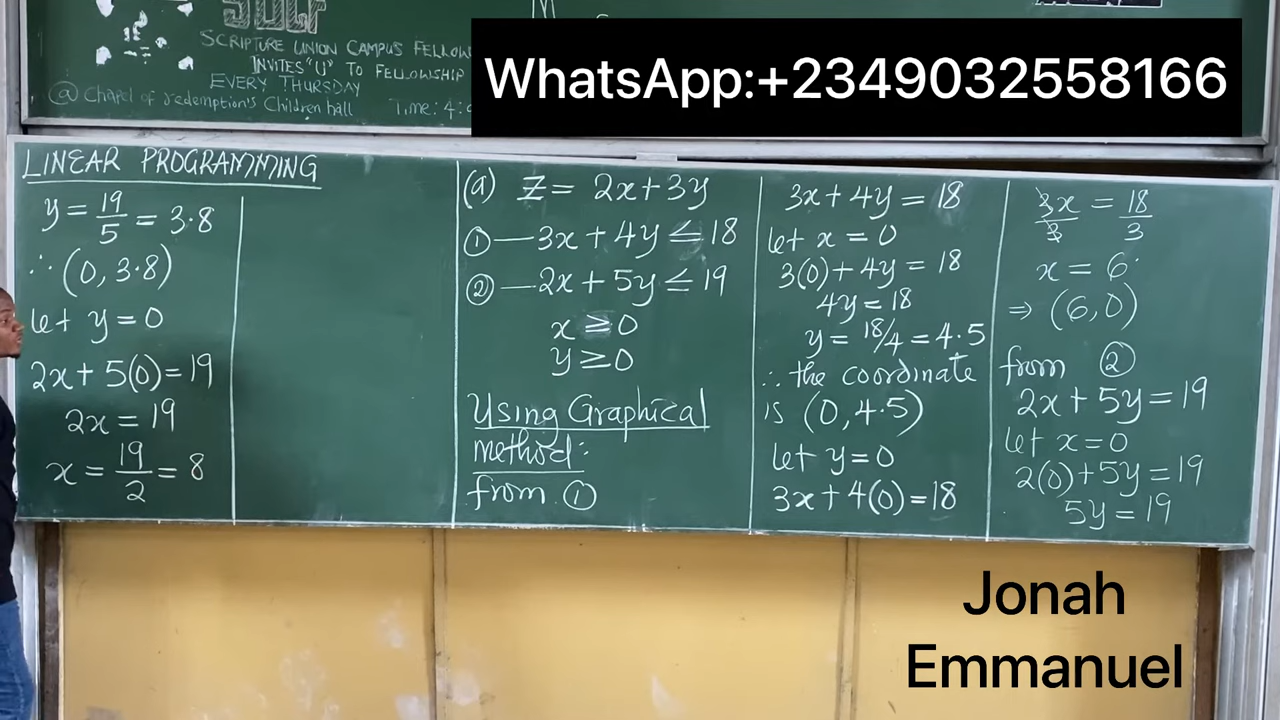 SCRIPTURE UNION CAMPUS FELLOW
INVITES "U" TO FELLOWSHIP
EVERY THURSDAY
@ Chapel of redemption's Children hall Time: 4:
WhatsApp:+2349032558166
LINEAR PROGRAMMING
y = 19/5 = 3.8
∴ (0, 3.8)
let y = 0
2x + 5(0) = 19
2x = 19
x = 19/2 = 8
(a) Z = 2x + 3y
① — 3x + 4y ≤ 18
② — 2x + 5y ≤ 19
x ≥ 0
y ≥ 0
Using Graphical
method:
from ①
3x + 4y = 18
let x = 0
3(0) + 4y = 18
4y = 18
y = 18/4 = 4.5
∴ the coordinate
is (0, 4.5)
let y = 0
3x + 4(0) = 18
3x/3 = 18/3
x = 6
⇒ (6, 0)
from ②
2x + 5y = 19
let x = 0
2(0) + 5y = 19
5y = 19
Jonah
Emmanuel